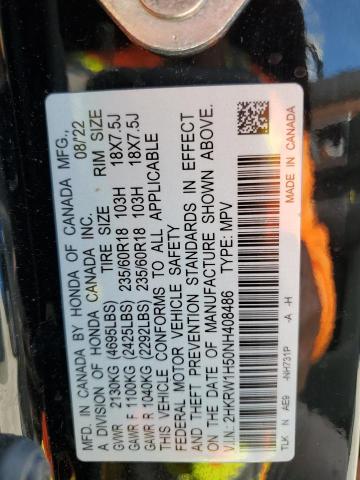 MFD. IN CANADA BY HONDA OF CANADA MFG.,
A DIVISION OF HONDA CANADA INC. 08/22
TIRE SIZE RIM SIZE
GVWR 2130KG (4695LBS)
GAWR F 1100KG (2425LBS) 235/60R18 103H 18X7.5J
GAWR R 1040KG (2292LBS) 235/60R18 103H 18X7.5J
THIS VEHICLE CONFORMS TO ALL APPLICABLE
FEDERAL MOTOR VEHICLE SAFETY
AND THEFT PREVENTION STANDARDS IN EFFECT
ON THE DATE OF MANUFACTURE SHOWN ABOVE.
V.I.N.: 2HKRW1H50NH408486 TYPE: MPV
TLK N AE9 -NH731P -A -H MADE IN CANADA